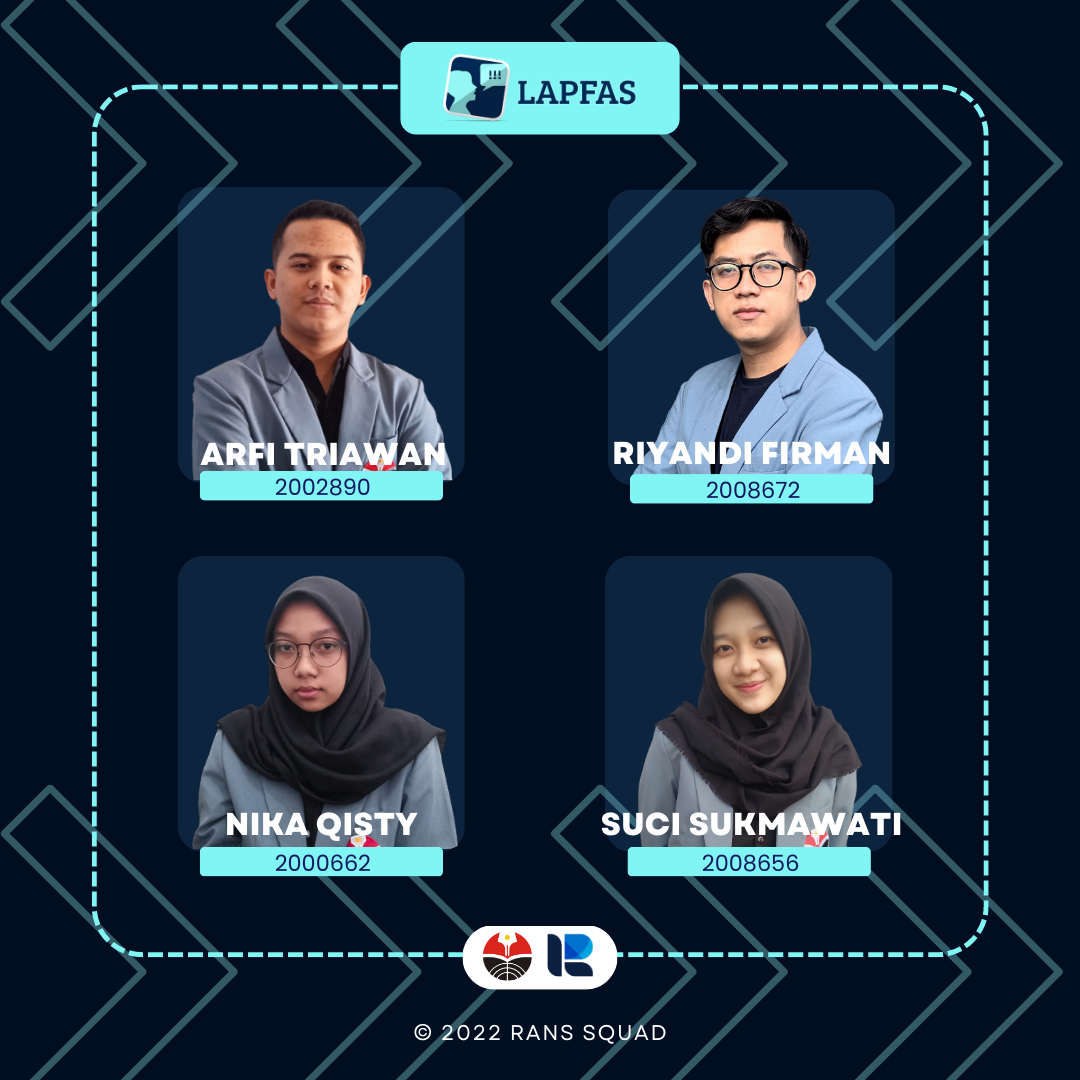 LAPFAS
ARFI TRIAWAN
2002890
RIYANDI FIRMAN
2008672
NIKA QISTY
2000662
SUCI SUKMAWATI
2008656
© 2022 RANS SQUAD